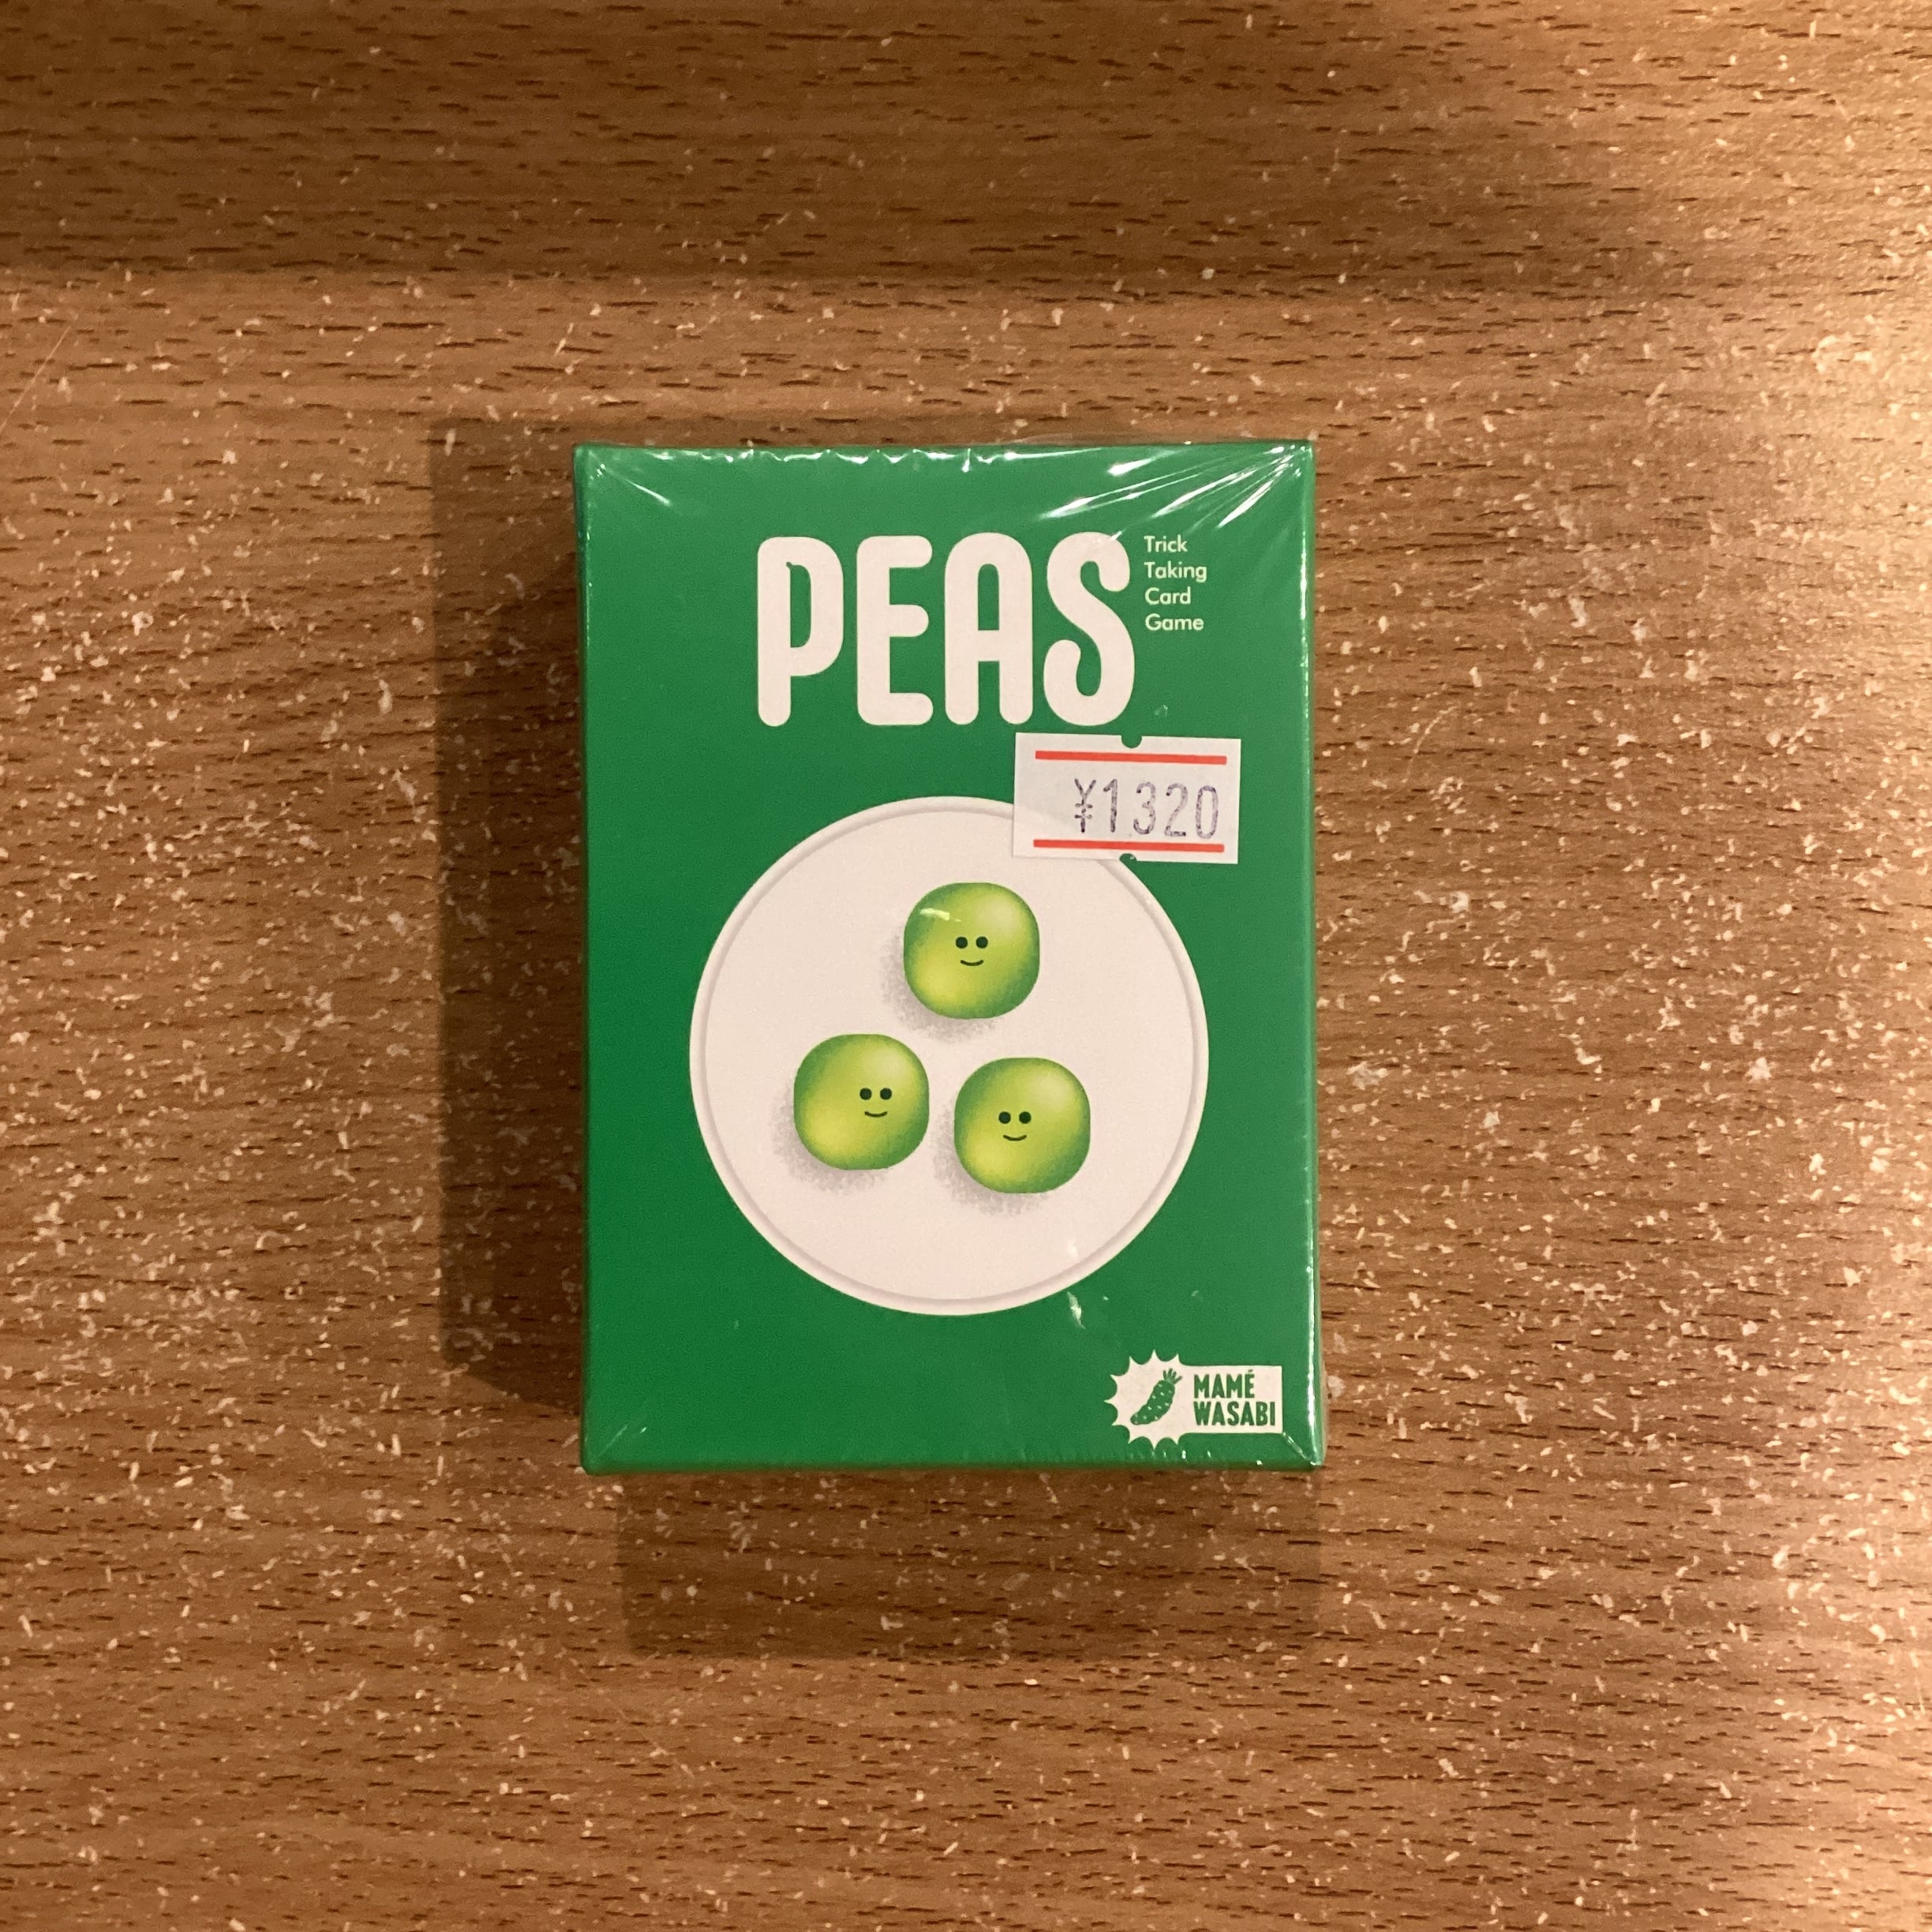 PEAS
Trick
Taking
Card
Game
¥1320
MAMÉ
WASABI